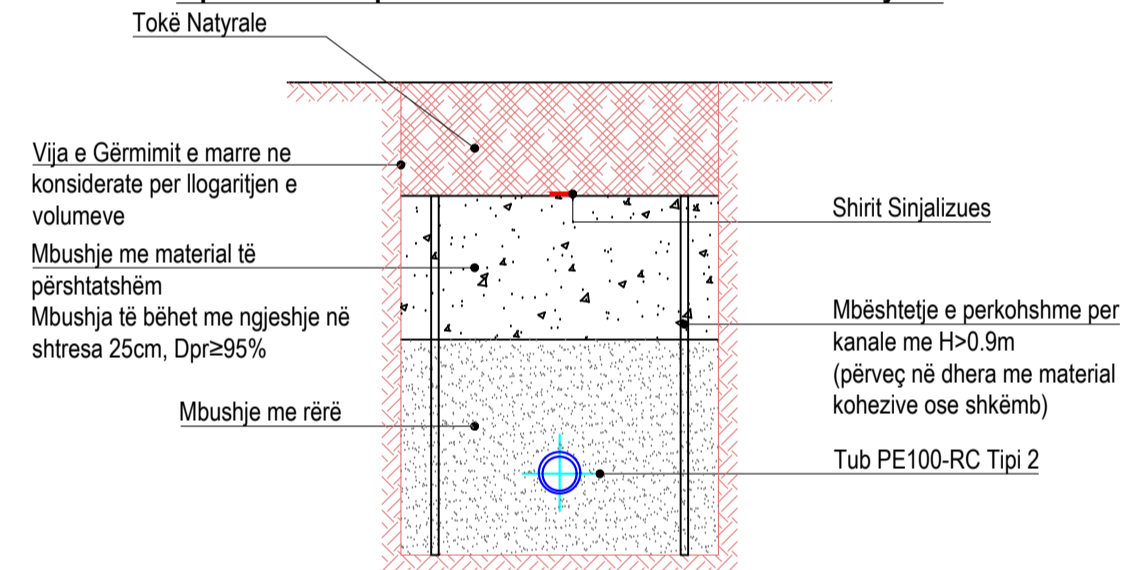 Tokë Natyrale
Vija e Gërmimit e marre ne
konsiderate per llogaritjen e
volumeve
Mbushje me material të
përshtatshëm
Mbushja të bëhet me ngjeshje në
shtresa 25cm, Dpr≥95%
Mbushje me rërë
Shirit Sinjalizues
Mbështetje e perkohshme per
kanale me H>0.9m
(përveç në dhera me material
kohezive ose shkëmb)
Tub PE100-RC Tipi 2